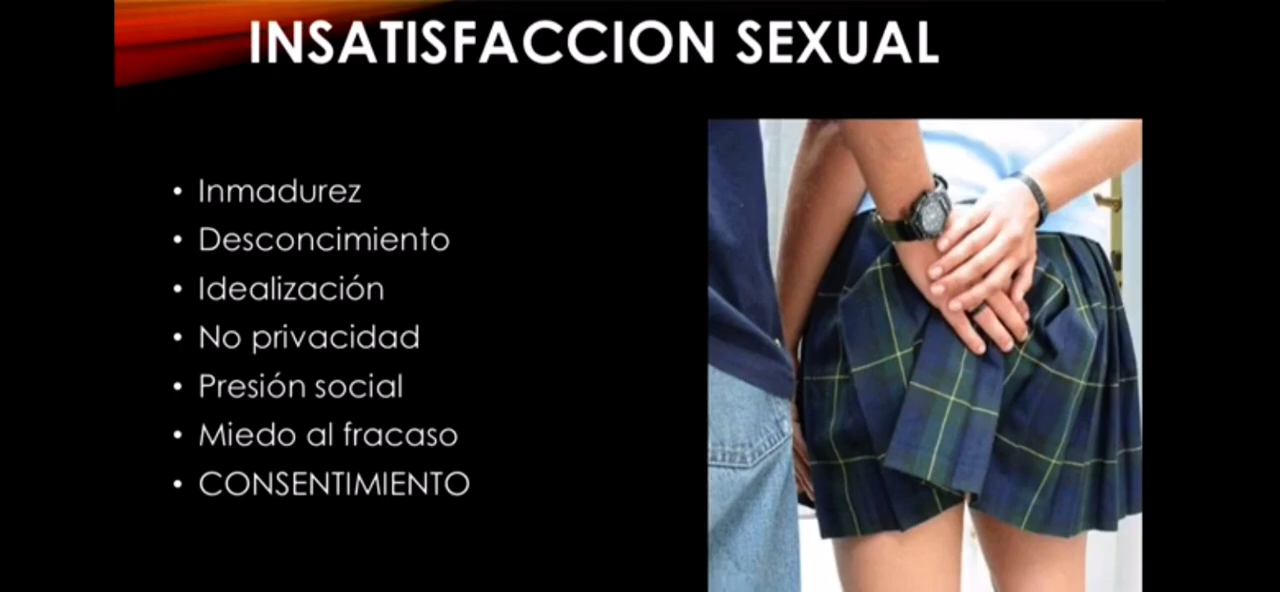 INSATISFACCION SEXUAL
• Inmadurez
• Desconcimiento
• Idealización
• No privacidad
• Presión social
• Miedo al fracaso
• CONSENTIMIENTO